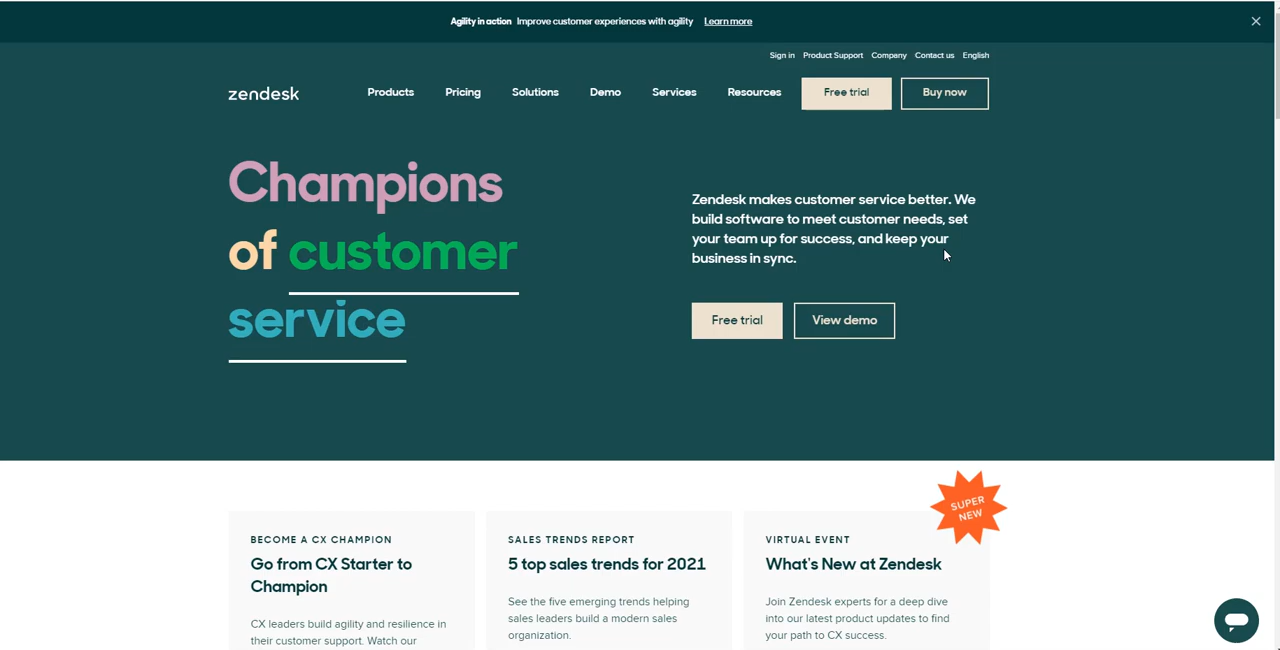 Agility in action Improve customer experiences with agility Learn more
Sign in Product Support Company Contact us English
zendesk Products Pricing Solutions Demo Services Resources Free trial Buy now
Champions
of customer
service
Zendesk makes customer service better. We
build software to meet customer needs, set
your team up for success, and keep your
business in sync.
Free trial View demo
SUPER
NEW
BECOME A CX CHAMPION
Go from CX Starter to
Champion
CX leaders build agility and resilience in
their customer support. Watch our
SALES TRENDS REPORT
5 top sales trends for 2021
See the five emerging trends helping
sales leaders build a modern sales
organization.
VIRTUAL EVENT
What's New at Zendesk
Join Zendesk experts for a deep dive
into our latest product updates to find
your path to CX success.